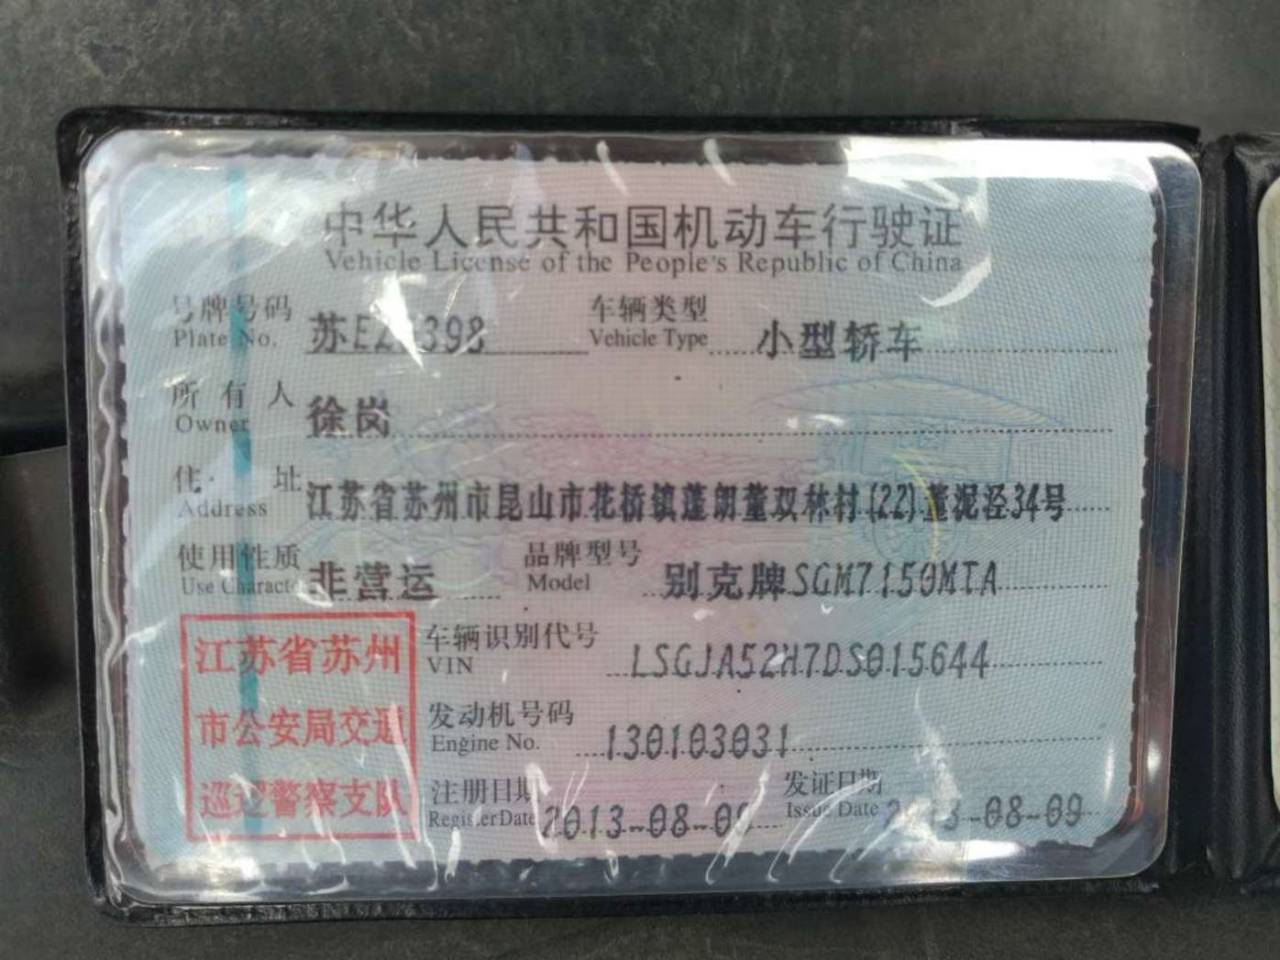 中华人民共和国机动车行驶证
Vehicle License of the People's Republic of China
号牌号码 车辆类型 小型轿车
Plate No. Vehicle Type
所有人 徐岗
Owner
住址 江苏省苏州市昆山市花桥镇蓬朗董双林村(22)董泥泾34号
Address
使用性质 非营运 品牌型号 别克牌SGM7150MTA
Use Character Model
江苏省苏州
市公安局交通
巡逻警察支队
车辆识别代号 LSGJA52H7DS015644
VIN
发动机号码 130103031
Engine No.
注册日期 2013-08-09 发证日期 2013-08-09
Register Date Issue Date